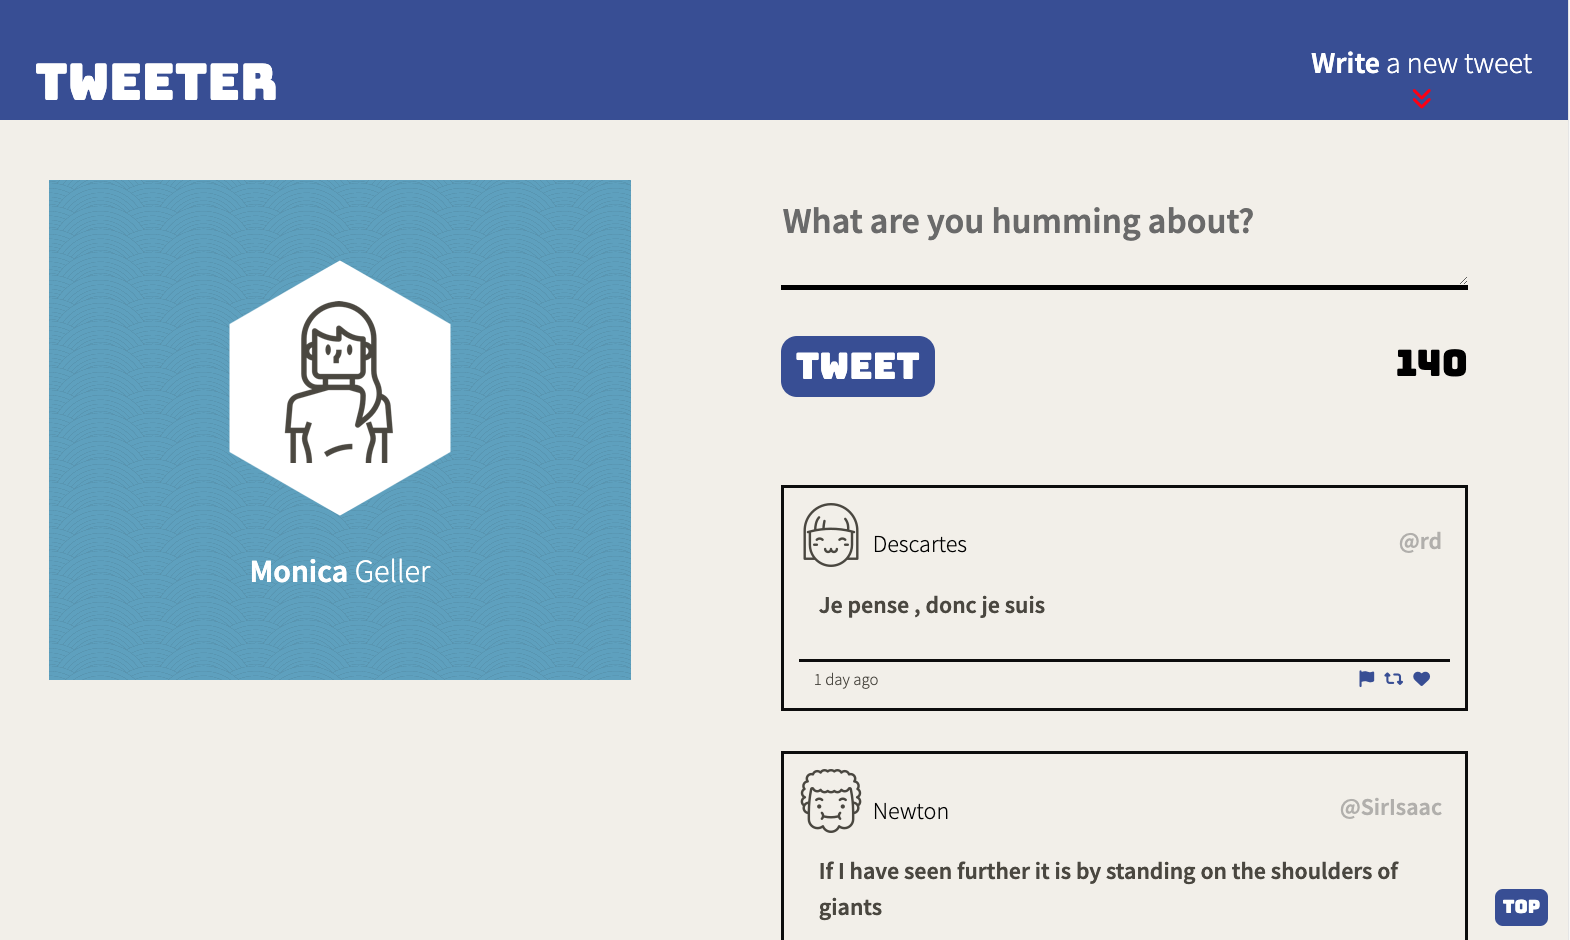 TWEETER
Write a new tweet
Monica Geller
What are you humming about?
TWEET
140
Descartes
@rd
Je pense , donc je suis
1 day ago
Newton
@SirIsaac
If I have seen further it is by standing on the shoulders of
giants
TOP